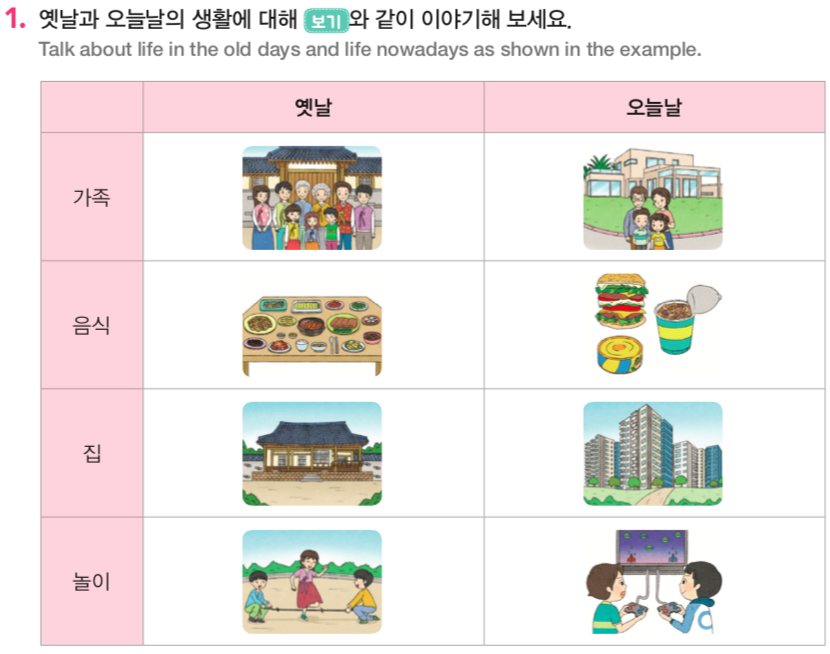 1. 옛날과 오늘날의 생활에 대해 보기와 같이 이야기해 보세요.
Talk about life in the old days and life nowadays as shown in the example.
옛날 오늘날
가족
음식
집
놀이